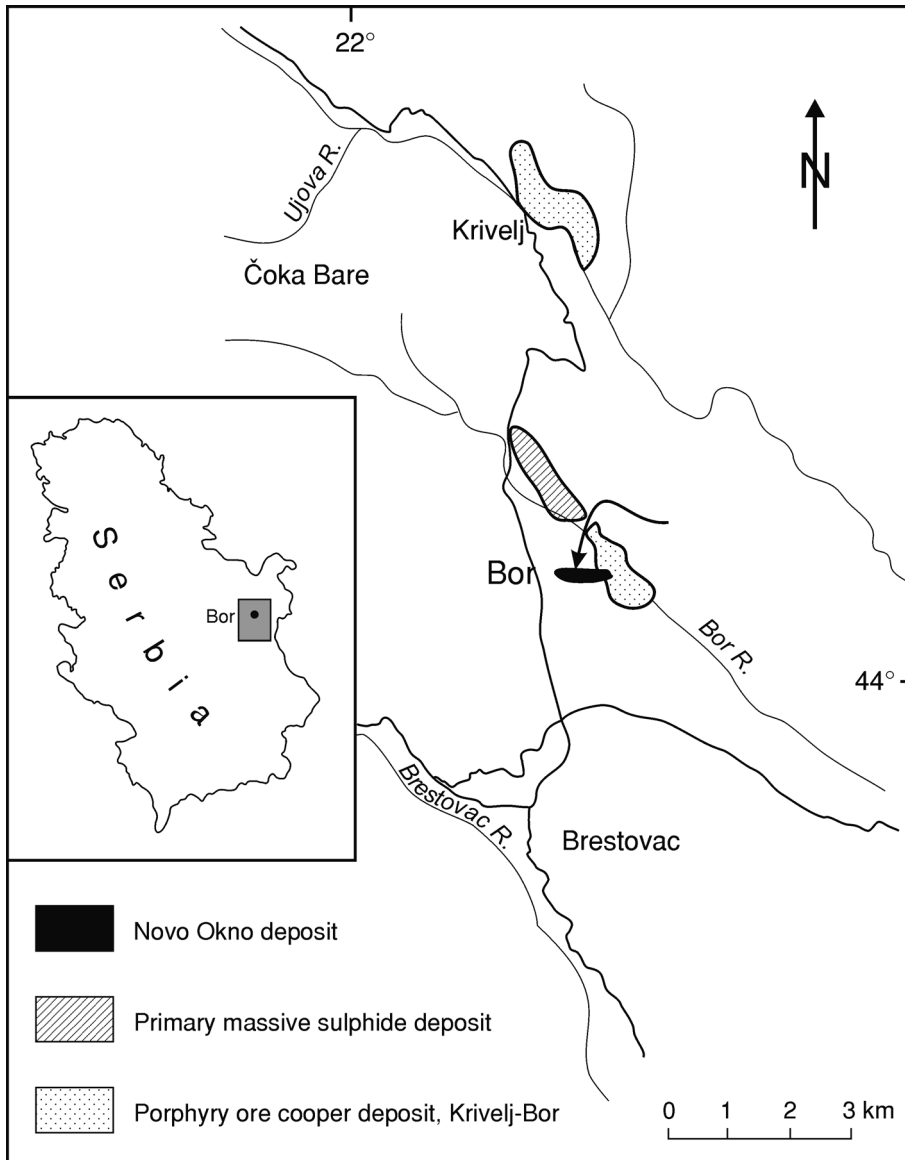 22°
N
Ujova R.
Krivelj
Čoka Bare
Serbia
Bor
Bor
Bor R.
44°
Brestovac R.
Brestovac
Novo Okno deposit
Primary massive sulphide deposit
Porphyry ore cooper deposit, Krivelj-Bor
0 1 2 3 km